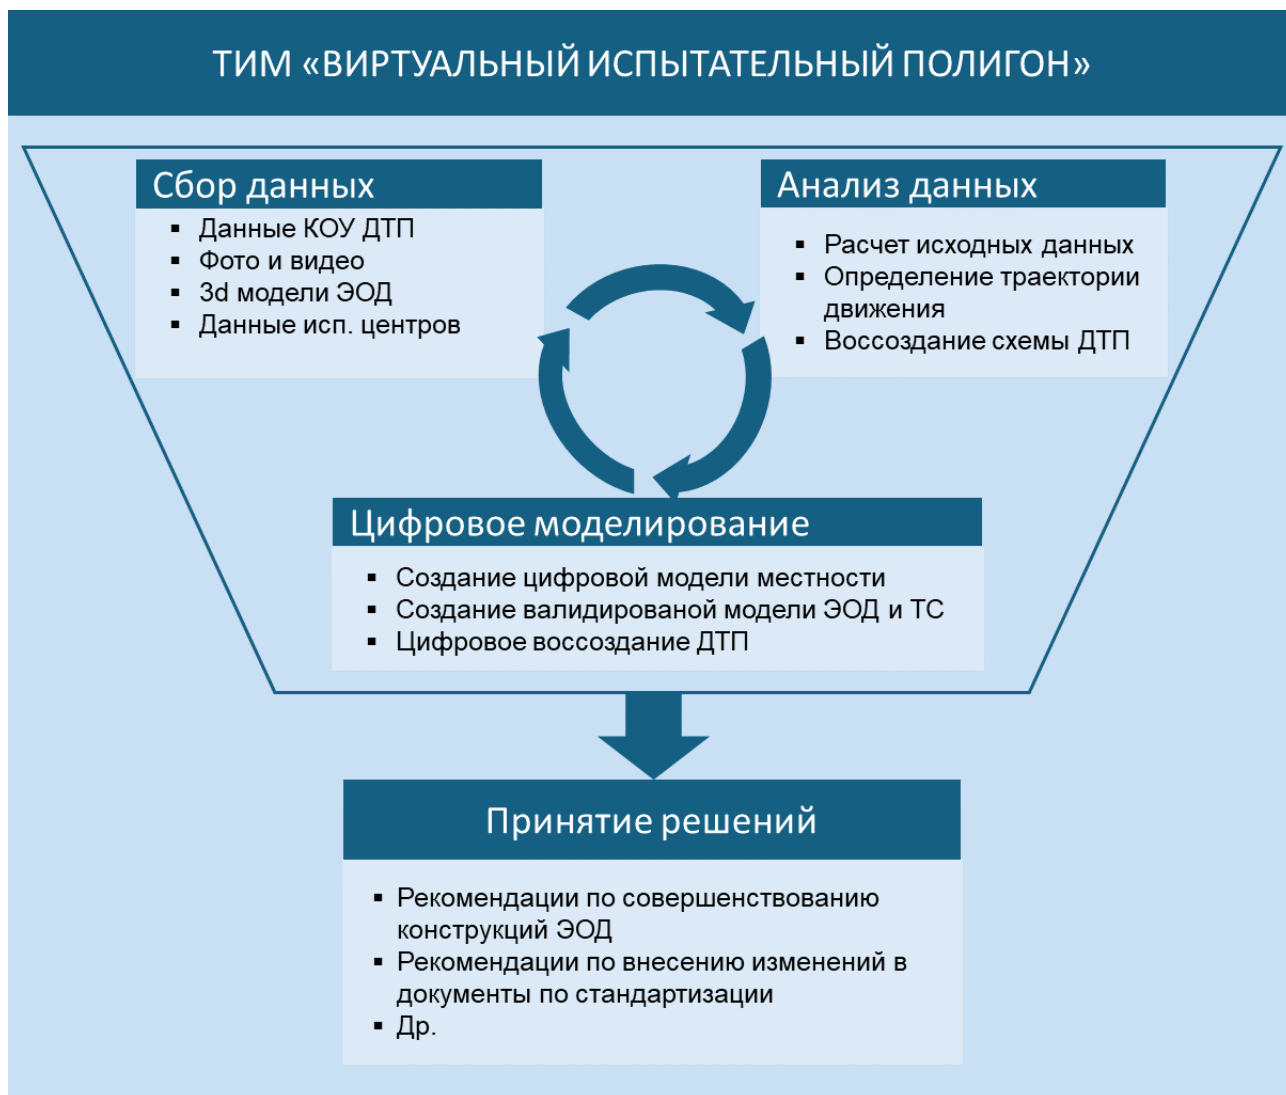 ТИМ «ВИРТУАЛЬНЫЙ ИСПЫТАТЕЛЬНЫЙ ПОЛИГОН»
Сбор данных
▪ Данные КОУ ДТП
▪ Фото и видео
▪ 3d модели ЭОД
▪ Данные исп. центров
Анализ данных
▪ Расчет исходных данных
▪ Определение траектории
движения
▪ Воссоздание схемы ДТП
Цифровое моделирование
▪ Создание цифровой модели местности
▪ Создание валидированой модели ЭОД и ТС
▪ Цифровое воссоздание ДТП
Принятие решений
▪ Рекомендации по совершенствованию
конструкций ЭОД
▪ Рекомендации по внесению изменений в
документы по стандартизации
▪ Др.